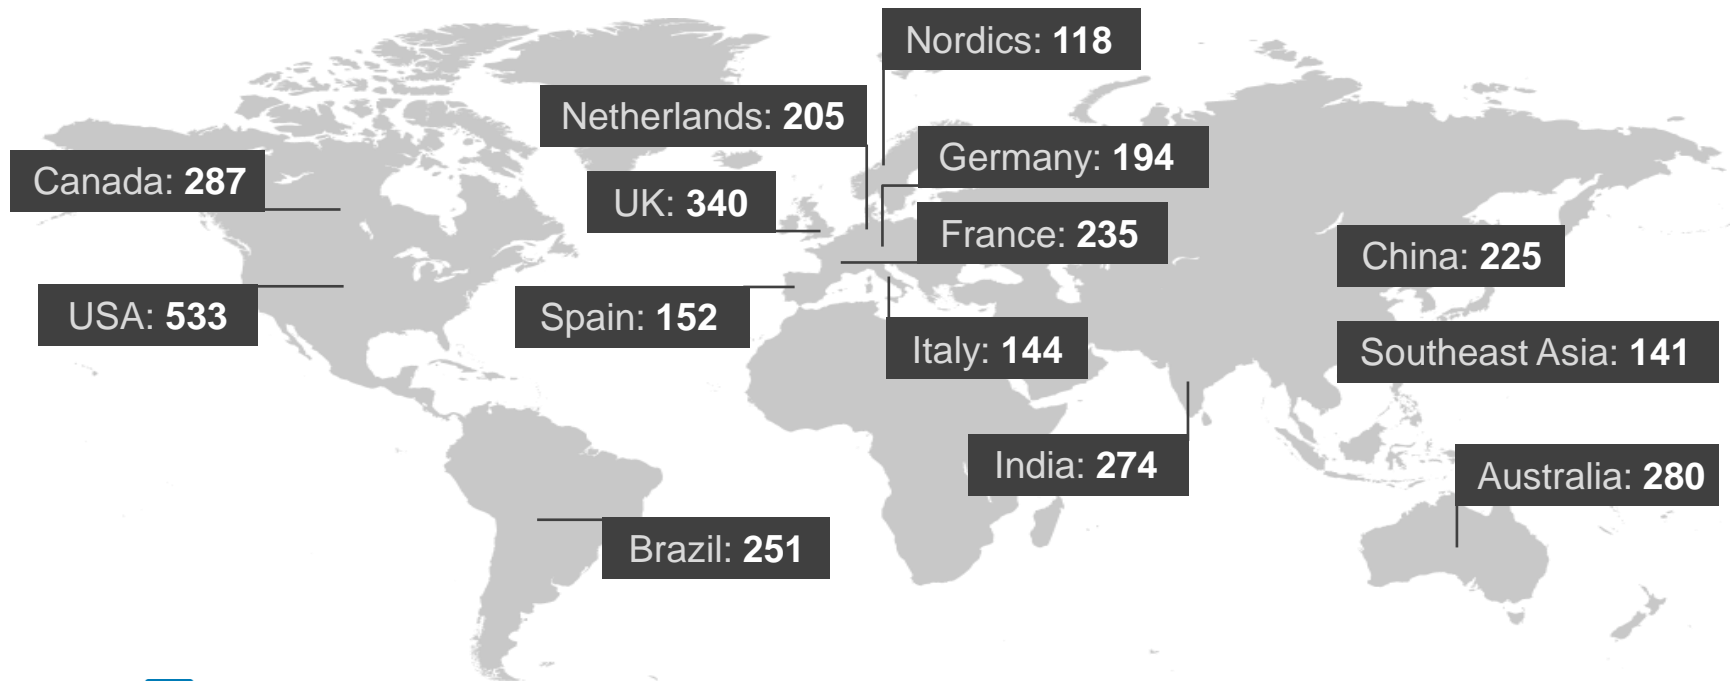 Nordics: 118
Netherlands: 205
Germany: 194
Canada: 287
UK: 340
France: 235
China: 225
USA: 533
Spain: 152
Italy: 144
Southeast Asia: 141
India: 274
Australia: 280
Brazil: 251